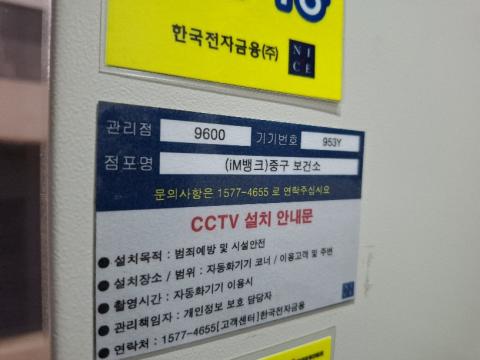 한국전자금융(주)
NI
CE
관리점 9600 기기번호 953Y
점포명 (iM뱅크)중구 보건소
문의사항은 1577-4655 로 연락주십시요
CCTV 설치 안내문
● 설치목적 : 범죄예방 및 시설안전
● 설치장소 / 범위 : 자동화기기 코너 / 이용고객 및 주변
● 촬영시간 : 자동화기기 이용시
● 관리책임자 : 개인정보 보호 담당자
● 연락처 : 1577-4655[고객센터]한국전자금융